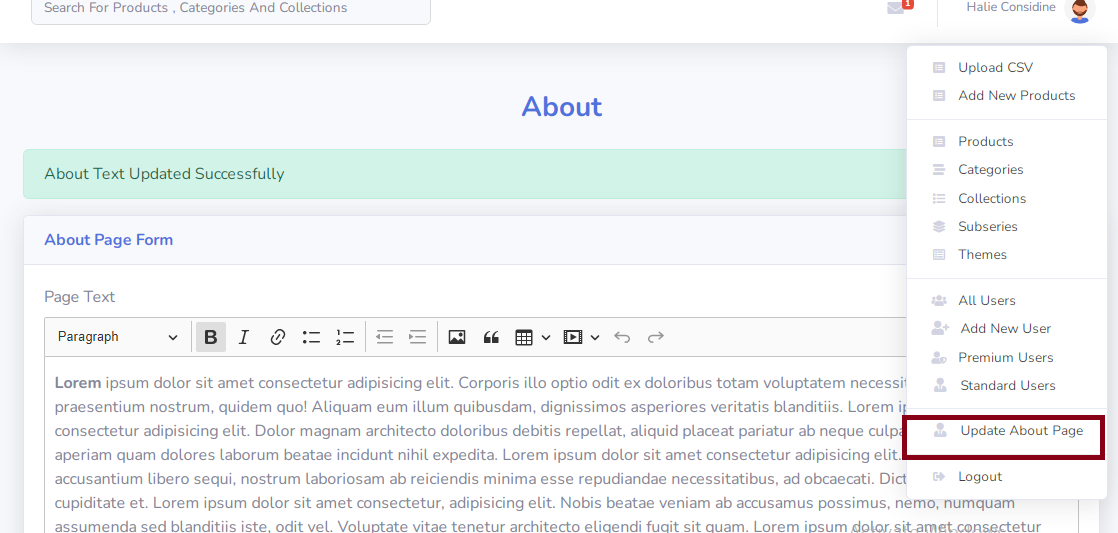 Search For Products , Categories And Collections
1
Halie Considine
Upload CSV
Add New Products
Products
Categories
Collections
Subseries
Themes
All Users
Add New User
Premium Users
Standard Users
Update About Page
Logout
About
About Text Updated Successfully
About Page Form
Page Text
Paragraph
Lorem ipsum dolor sit amet consectetur adipisicing elit. Corporis illo optio odit ex doloribus totam voluptatem
praesentium nostrum, quidem quo! Aliquam eum illum quibusdam, dignissimos asperiores veritatis blanditiis. Lorem
consectetur adipisicing elit. Dolor magnam architecto doloribus debitis repellat, aliquid placeat pariatur ab neque
aperiam quam dolores laborum beatae incidunt nihil expedita. Lorem ipsum dolor sit amet consectetur adipisicing elit.
accusantium libero sequi, nostrum laboriosam ab reiciendis minima esse repudiandae necessitatibus, ad obcaecati.
cupiditate et. Lorem ipsum dolor sit amet consectetur, adipisicing elit. Nobis beatae veniam ab accusamus possimus, nemo, numquam
assumenda sed blanditiis iste, odit vel. Voluptate vitae tenetur architecto eligendi fugit sit quam. Lorem ipsum dolor sit amet consectetur